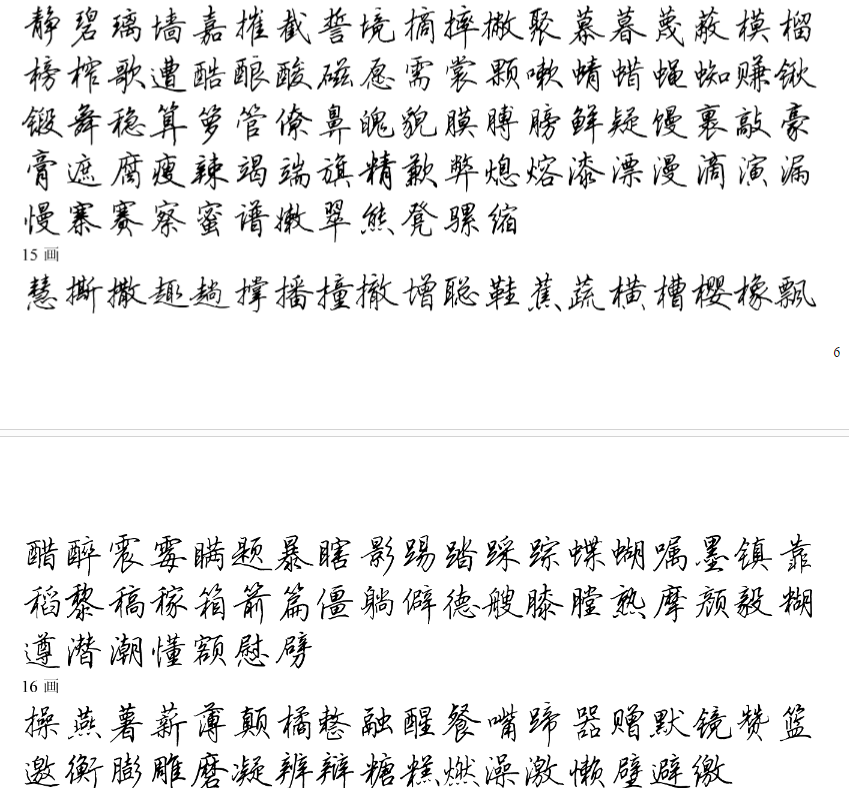 静碧璃墙嘉摧截誓境摘摔撇聚慕暮蔑蔽模榴
榜榨歌遭酷酿酸磁愿需裳颗嗽蜻蜡蝇蜘赚锹
锻舞稳算箩管僚鼻魄貌膜膊膀鲜疑馒裹敲豪
膏遮腐瘦辣竭端旗精歉弊熄熔漆漂漫滴演漏
慢寨赛察蜜谱嫩翠熊凳骡缩
15 画
慧撕撒趣趟撑播撞撤增聪鞋蕉蔬横槽樱橡飘
6
醋醉震霉瞒题暴瞎影踢踏踩踪蝶蝴嘱墨镇靠
稻黎稿稼箱箭篇僵躺僻德艘膝膛熟摩颜毅糊
遵潜潮懂额慰劈
16 画
操燕薯薪薄颠橘整融醒餐嘴蹄器赠默镜赞篮
邀衡膨雕磨凝辨辩糖糕燃澡激懒壁避缴